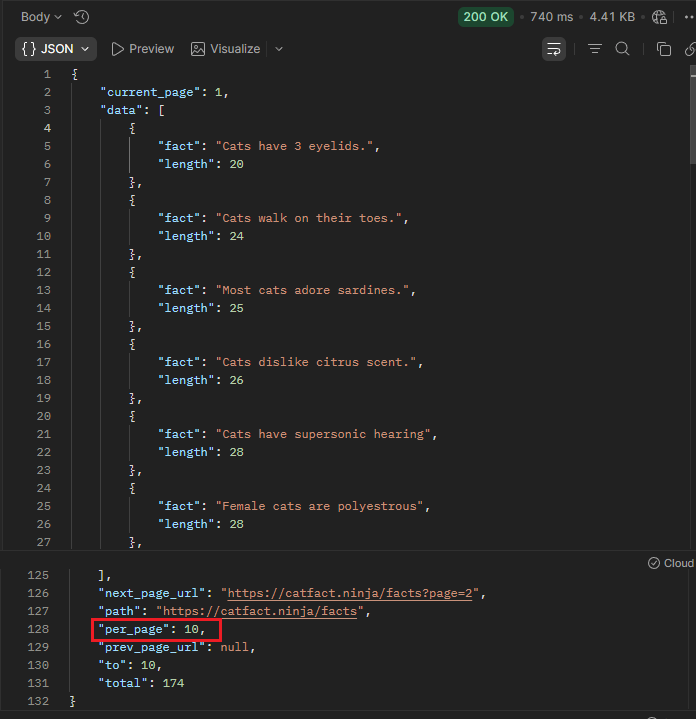 Body 200 OK • 740 ms • 4.41 KB
{} JSON Preview Visualize
1 {
2 "current_page": 1,
3 "data": [
4 {
5 "fact": "Cats have 3 eyelids.",
6 "length": 20
7 },
8 {
9 "fact": "Cats walk on their toes.",
10 "length": 24
11 },
12 {
13 "fact": "Most cats adore sardines.",
14 "length": 25
15 },
16 {
17 "fact": "Cats dislike citrus scent.",
18 "length": 26
19 },
20 {
21 "fact": "Cats have supersonic hearing",
22 "length": 28
23 },
24 {
25 "fact": "Female cats are polyestrous",
26 "length": 28
27 },
Cloud
125 ],
126 "next_page_url": "https://catfact.ninja/facts?page=2",
127 "path": "https://catfact.ninja/facts",
128 "per_page": 10,
129 "prev_page_url": null,
130 "to": 10,
131 "total": 174
132 }